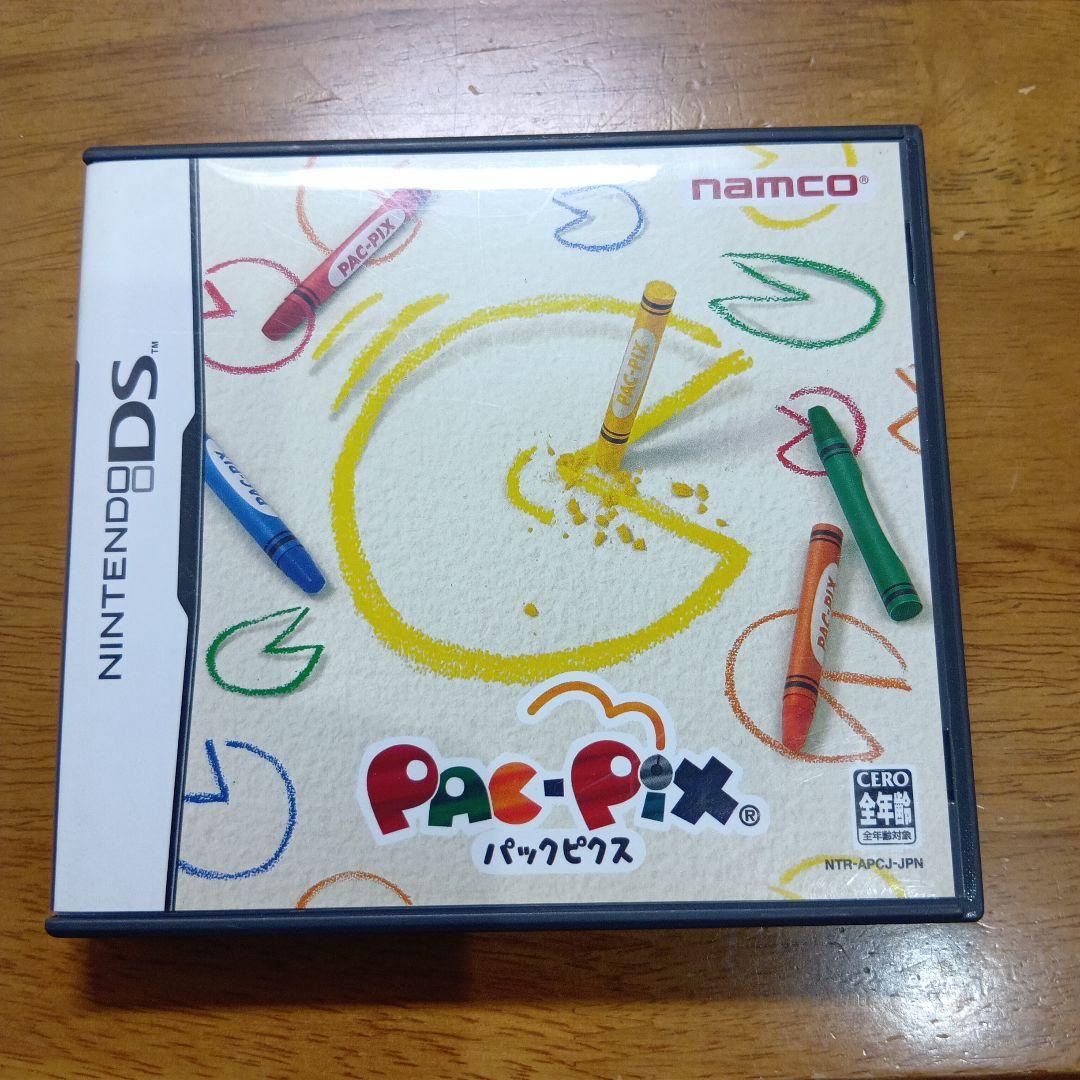 NINTENDO DS™
namco®
PAC-PIX
PAC-PIX
PAC-PIX
PAC-PIX
PAC-PIX®
パックピクス
CERO
全年齢
全年齢対象
NTR-APCJ-JPN